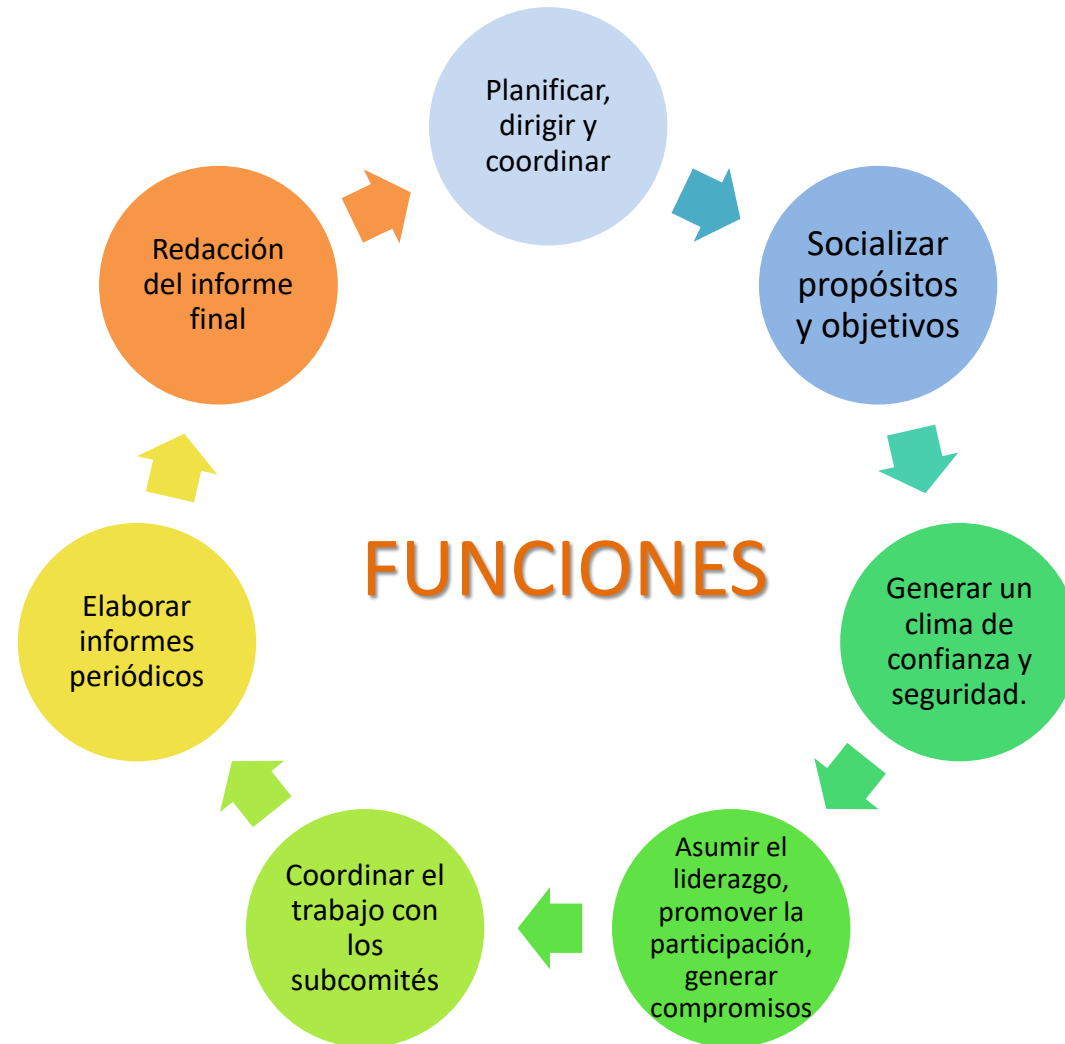 Planificar,
dirigir y
coordinar
Socializar
propósitos
y objetivos
Generar un
clima de
confianza y
seguridad.
Asumir el
liderazgo,
promover la
participación,
generar
compromisos
Coordinar el
trabajo con
los
subcomités
Elaborar
informes
periódicos
Redacción
del informe
final
FUNCIONES